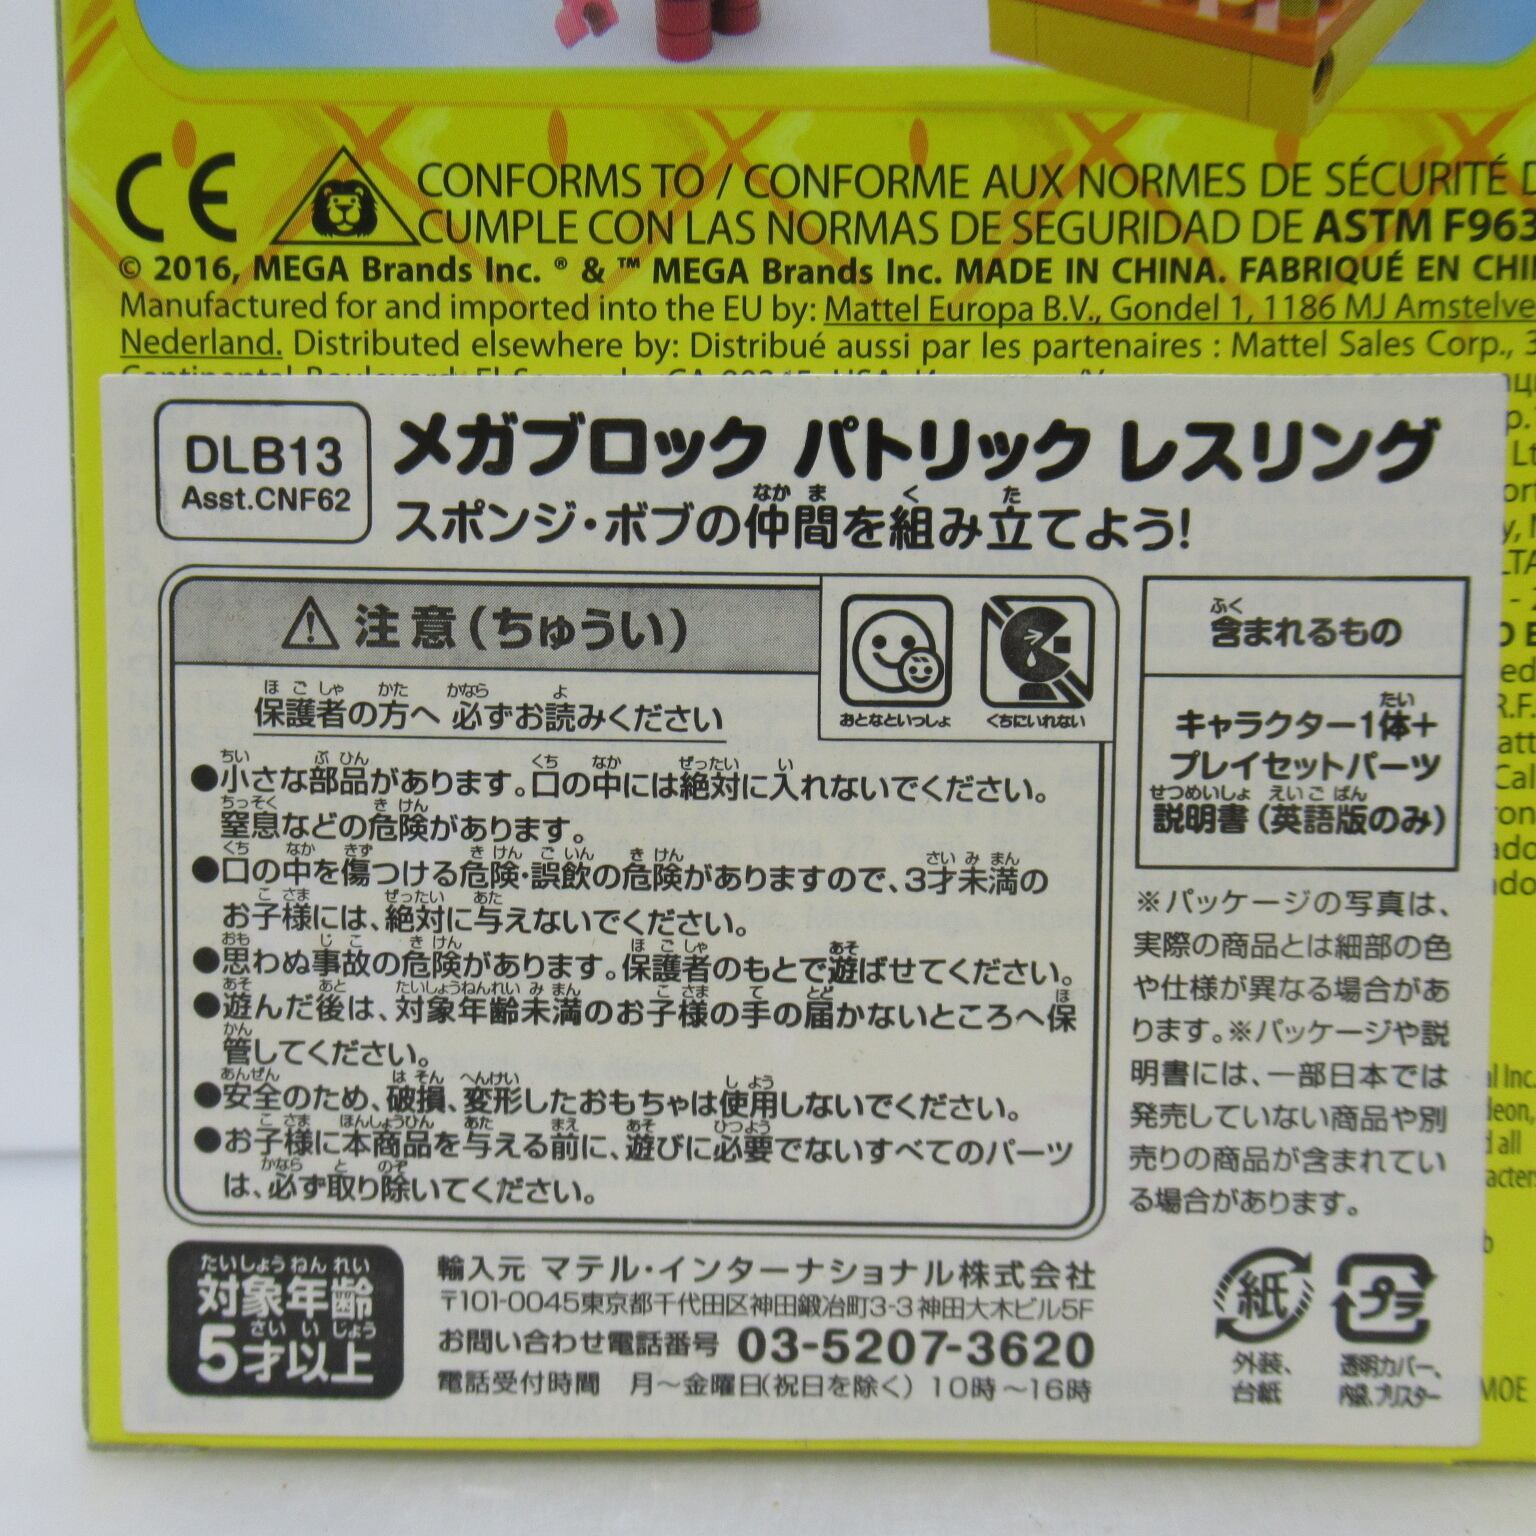 CE CONFORMS TO / CONFORME AUX NORMES DE SÉCURITÉ
CUMPLE CON LAS NORMAS DE SEGURIDAD DE ASTM F963
© 2016, MEGA Brands Inc. ® & ™ MEGA Brands Inc. MADE IN CHINA. FABRIQUÉ EN
Manufactured for and imported into the EU by: Mattel Europa B.V., Gondel 1, 1186 MJ
Nederland. Distributed elsewhere by: Distribué aussi par les partenaires : Mattel Sales Corp.,
DLB13
Asst.CNF62
メガブロック パトリック レスリング
スポンジ・ボブの仲間を組み立てよう!
⚠注意(ちゅうい)
おとなといっしょ
くちにいれない
保護者の方へ 必ずお読みください
●小さな部品があります。口の中には絶対に入れないでください。
窒息などの危険があります。
●口の中を傷つける危険・誤飲の危険がありますので、3才未満の
お子様には、絶対に与えないでください。
●思わぬ事故の危険があります。保護者のもとで遊ばせてください。
●遊んだ後は、対象年齢未満のお子様の手の届かないところへ保
管してください。
●安全のため、破損、変形したおもちゃは使用しないでください。
●お子様に本商品を与える前に、遊びに必要でないすべてのパーツ
は、必ず取り除いてください。
含まれるもの
キャラクター1体+
プレイセットパーツ
説明書(英語版のみ)
※パッケージの写真は、
実際の商品とは細部の色
や仕様が異なる場合があ
ります。※パッケージや説
明書には、一部日本では
発売していない商品や別
売りの商品が含まれてい
る場合があります。
対象年齢
5才以上
輸入元 マテル・インターナショナル株式会社
〒101-0045東京都千代田区神田鍛冶町3-3 神田大木ビル5F
お問い合わせ電話番号 03-5207-3620
電話受付時間 月～金曜日(祝日を除く) 10時～16時
紙
外装、
台紙
プラ
透明カバー、
内袋、ブリスター